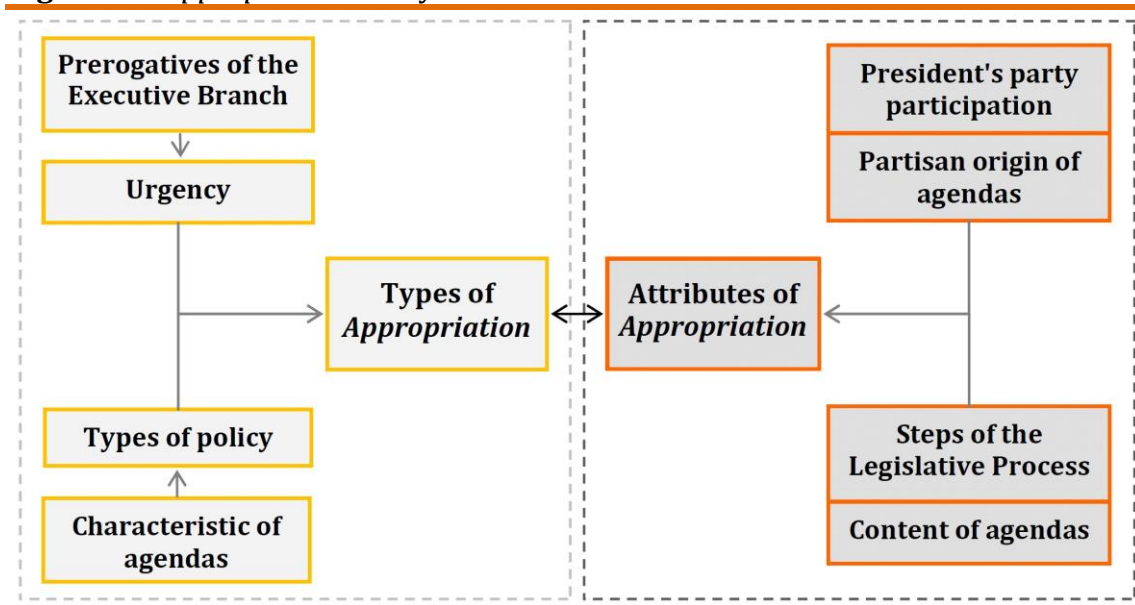 Prerogatives of the
Executive Branch
Urgency
Types of
Appropriation
Types of policy
Characteristic of
agendas
President's party
participation
Partisan origin of
agendas
Attributes of
Appropriation
Steps of the
Legislative Process
Content of agendas